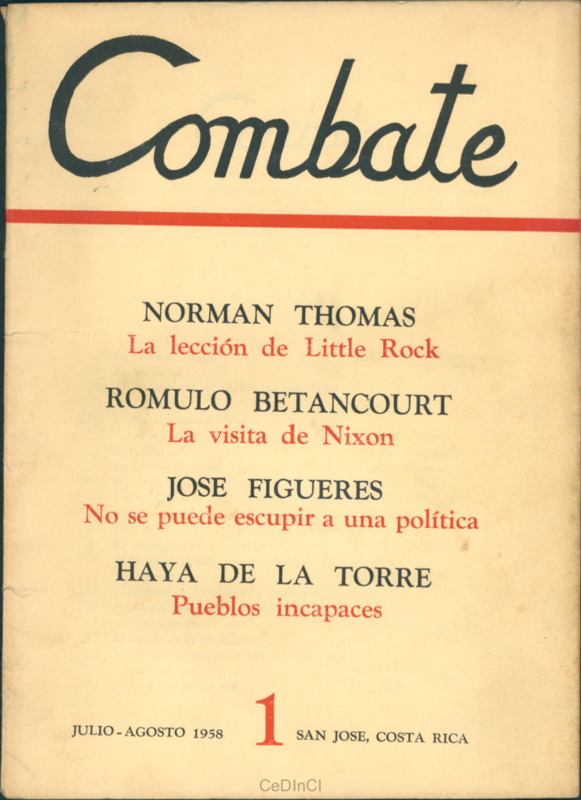 Combate
NORMAN THOMAS
La lección de Little Rock
ROMULO BETANCOURT
La visita de Nixon
JOSE FIGUERES
No se puede escupir a una política
HAYA DE LA TORRE
Pueblos incapaces
JULIO - AGOSTO 1958 1 SAN JOSE, COSTA RICA
CeDInCI